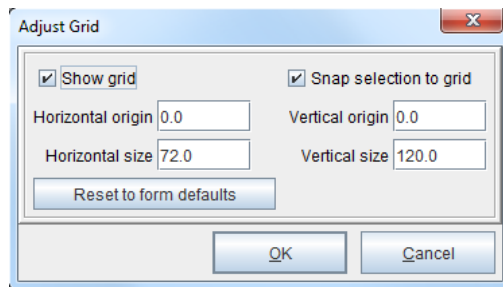 Adjust Grid
Show grid Snap selection to grid
Horizontal origin 0.0 Vertical origin 0.0
Horizontal size 72.0 Vertical size 120.0
Reset to form defaults
OK Cancel